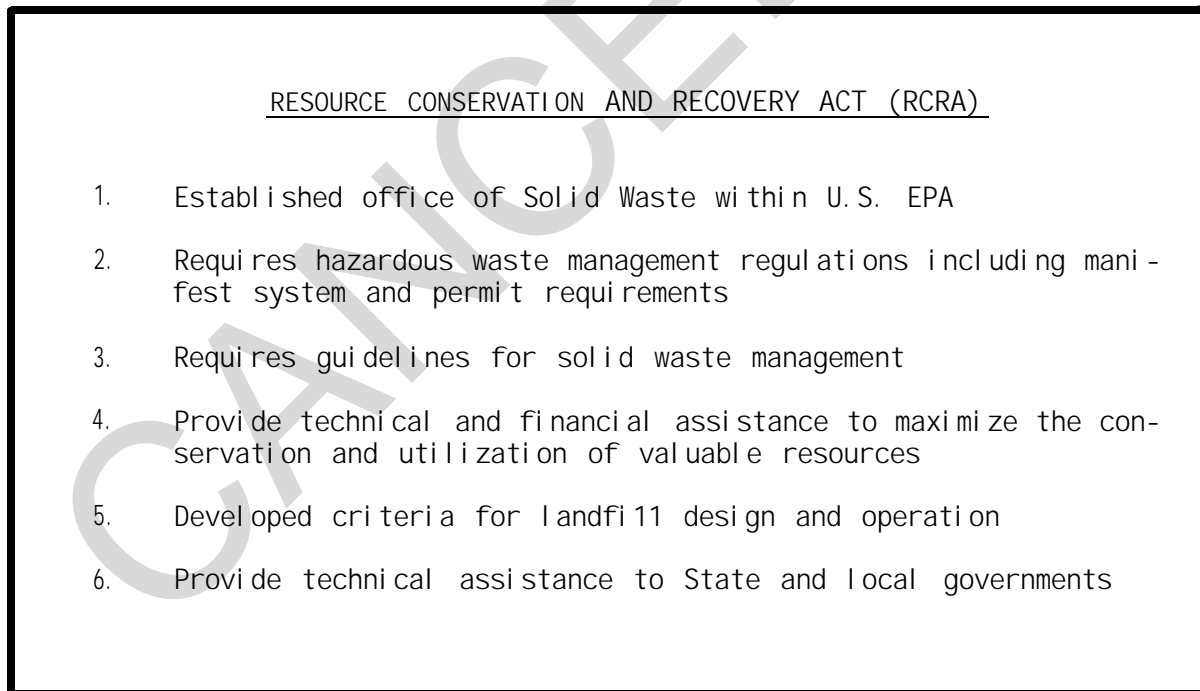 RESOURCE CONSERVATION AND RECOVERY ACT (RCRA)
1. Established office of Solid Waste within U.S. EPA
2. Requires hazardous waste management regulations including mani-
fest system and permit requirements
3. Requires guidelines for solid waste management
4. Provide technical and financial assistance to maximize the con-
servation and utilization of valuable resources
5. Developed criteria for landfi11 design and operation
6. Provide technical assistance to State and local governments